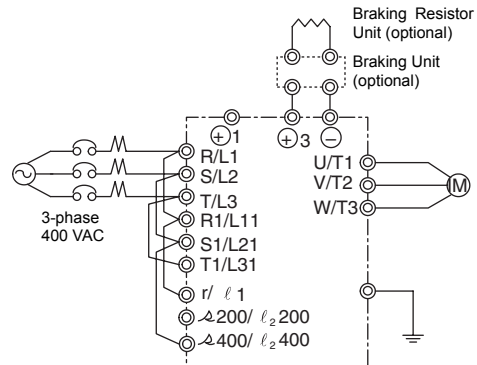 Braking Resistor
Unit (optional)
Braking Unit
(optional)
+ 1
+ 3
−
R/L1
S/L2
T/L3
R1/L11
S1/L21
T1/L31
r/ ℓ 1
200/ ℓ₂ 200
400/ ℓ₂ 400
U/T1
V/T2
W/T3
M
3-phase
400 VAC